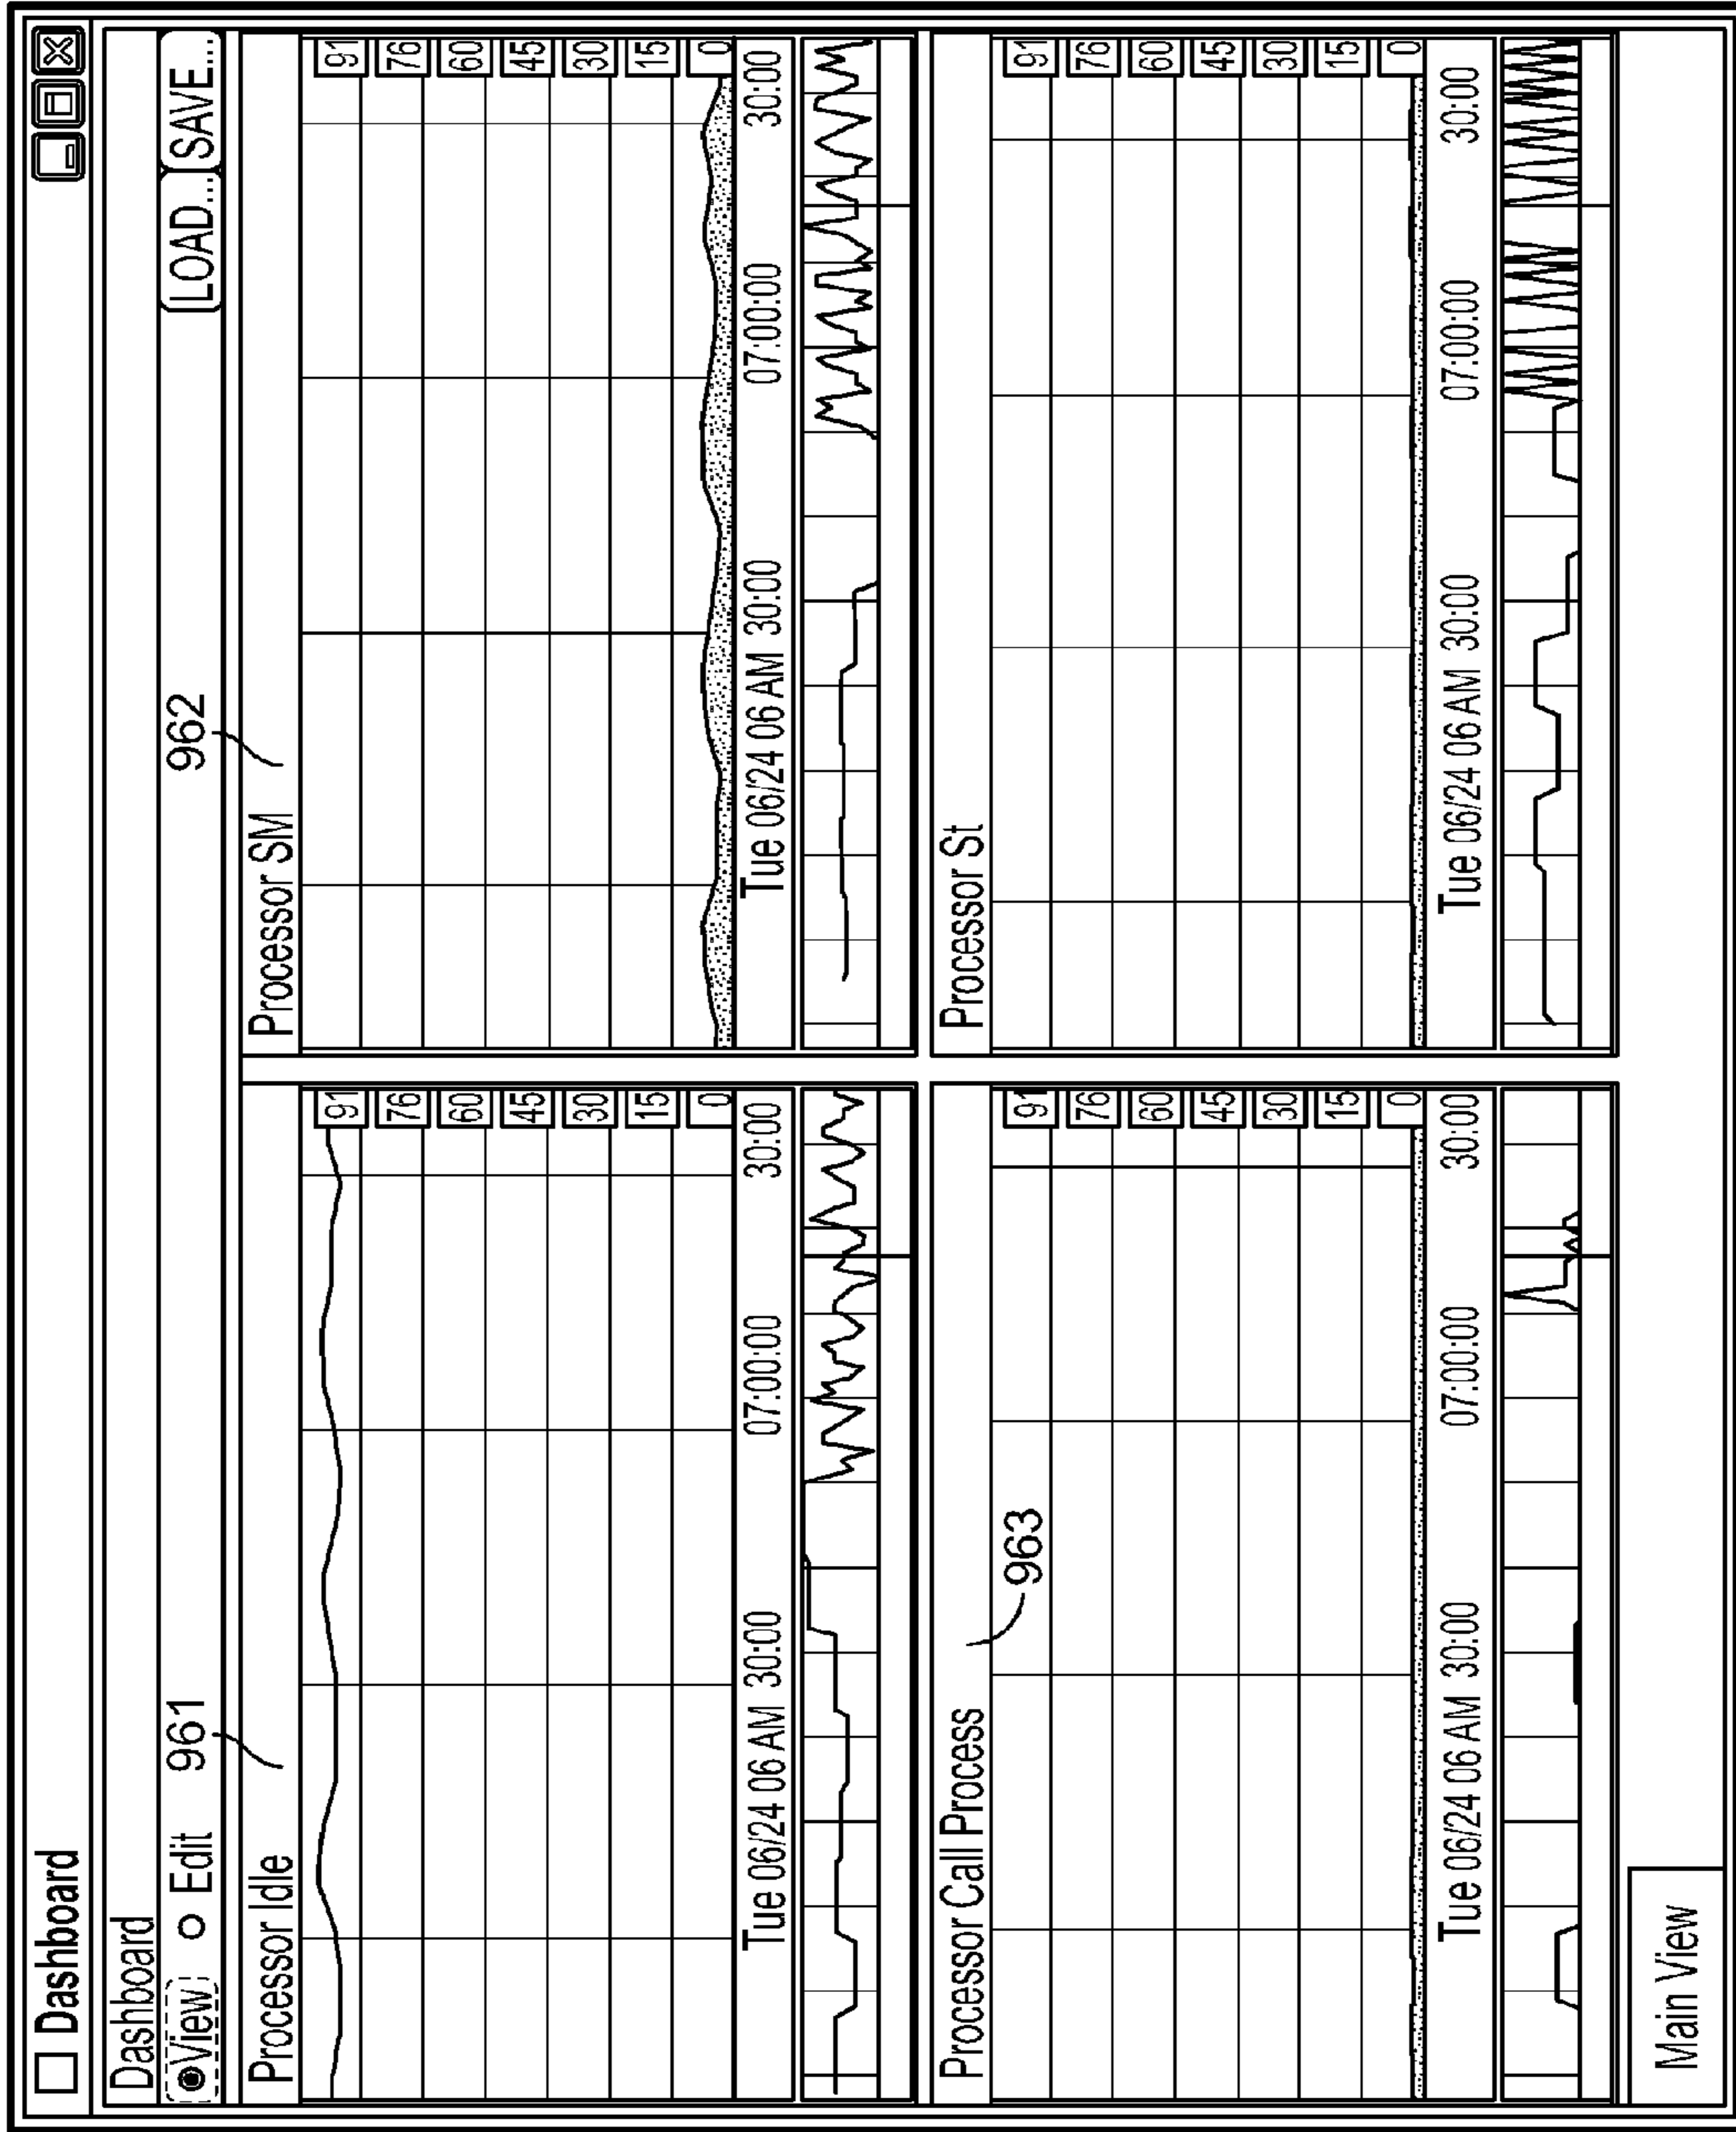 Dashboard
Dashboard
View Edit LOAD... SAVE...
961
962
Processor Idle
91
76
60
45
30
15
0
Tue 06/24 06 AM 30:00 07:00:00 30:00
Processor SM
91
76
60
45
30
15
0
Tue 06/24 06 AM 30:00 07:00:00 30:00
Processor Call Process
963
91
76
60
45
30
15
0
Tue 06/24 06 AM 30:00 07:00:00 30:00
Processor St
91
76
60
45
30
15
0
Tue 06/24 06 AM 30:00 07:00:00 30:00
Main View